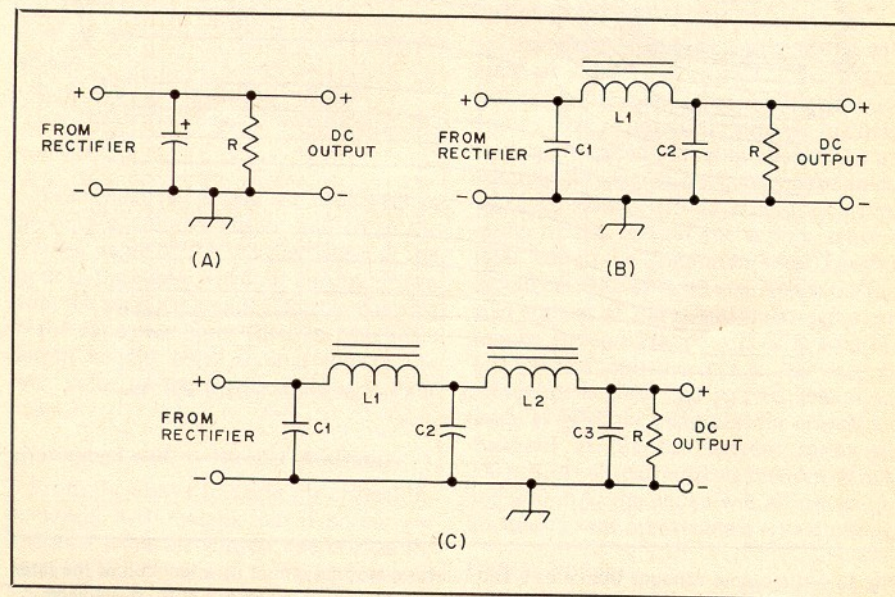 +
+
+
FROM
RECTIFIER
R
DC
OUTPUT
-
-
(A)
+
+
L1
FROM
RECTIFIER
C1
C2
R
DC
OUTPUT
-
-
(B)
+
+
L1
L2
FROM
RECTIFIER
C1
C2
C3
R
DC
OUTPUT
-
-
(C)